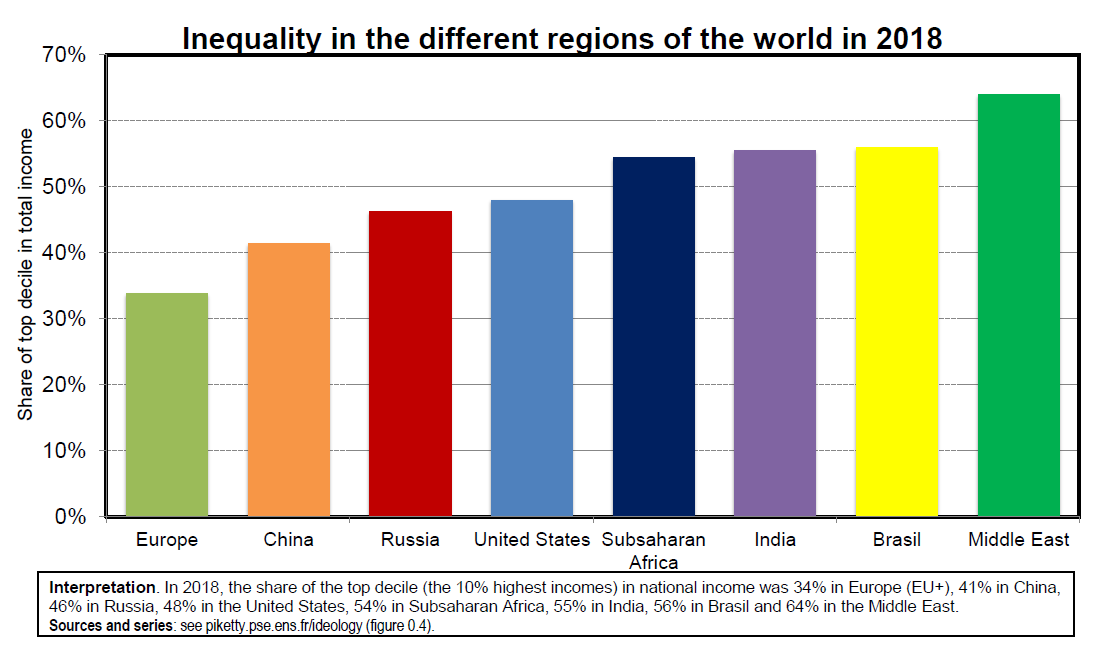 Inequality in the different regions of the world in 2018
Share of top decile in total income
70%
60%
50%
40%
30%
20%
10%
0%
Europe
China
Russia
United States
Subsaharan
Africa
India
Brasil
Middle East
Interpretation. In 2018, the share of the top decile (the 10% highest incomes) in national income was 34% in Europe (EU+), 41% in China,
46% in Russia, 48% in the United States, 54% in Subsaharan Africa, 55% in India, 56% in Brasil and 64% in the Middle East.
Sources and series: see piketty.pse.ens.fr/ideology (figure 0.4).